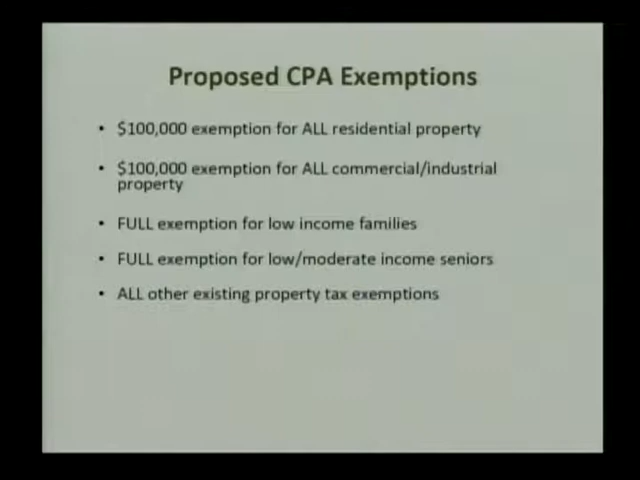 Proposed CPA Exemptions
• $100,000 exemption for ALL residential property
• $100,000 exemption for ALL commercial/industrial
property
• FULL exemption for low income families
• FULL exemption for low/moderate income seniors
• ALL other existing property tax exemptions